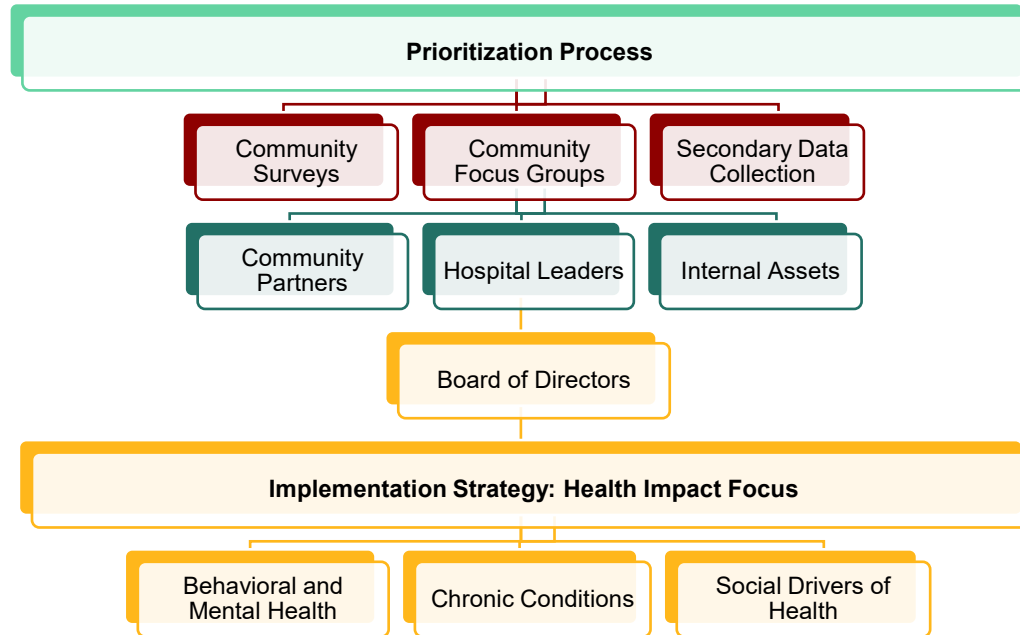 Prioritization Process
Community
Surveys
Community
Focus Groups
Secondary Data
Collection
Community
Partners
Hospital Leaders
Internal Assets
Board of Directors
Implementation Strategy: Health Impact Focus
Behavioral and
Mental Health
Chronic Conditions
Social Drivers of
Health